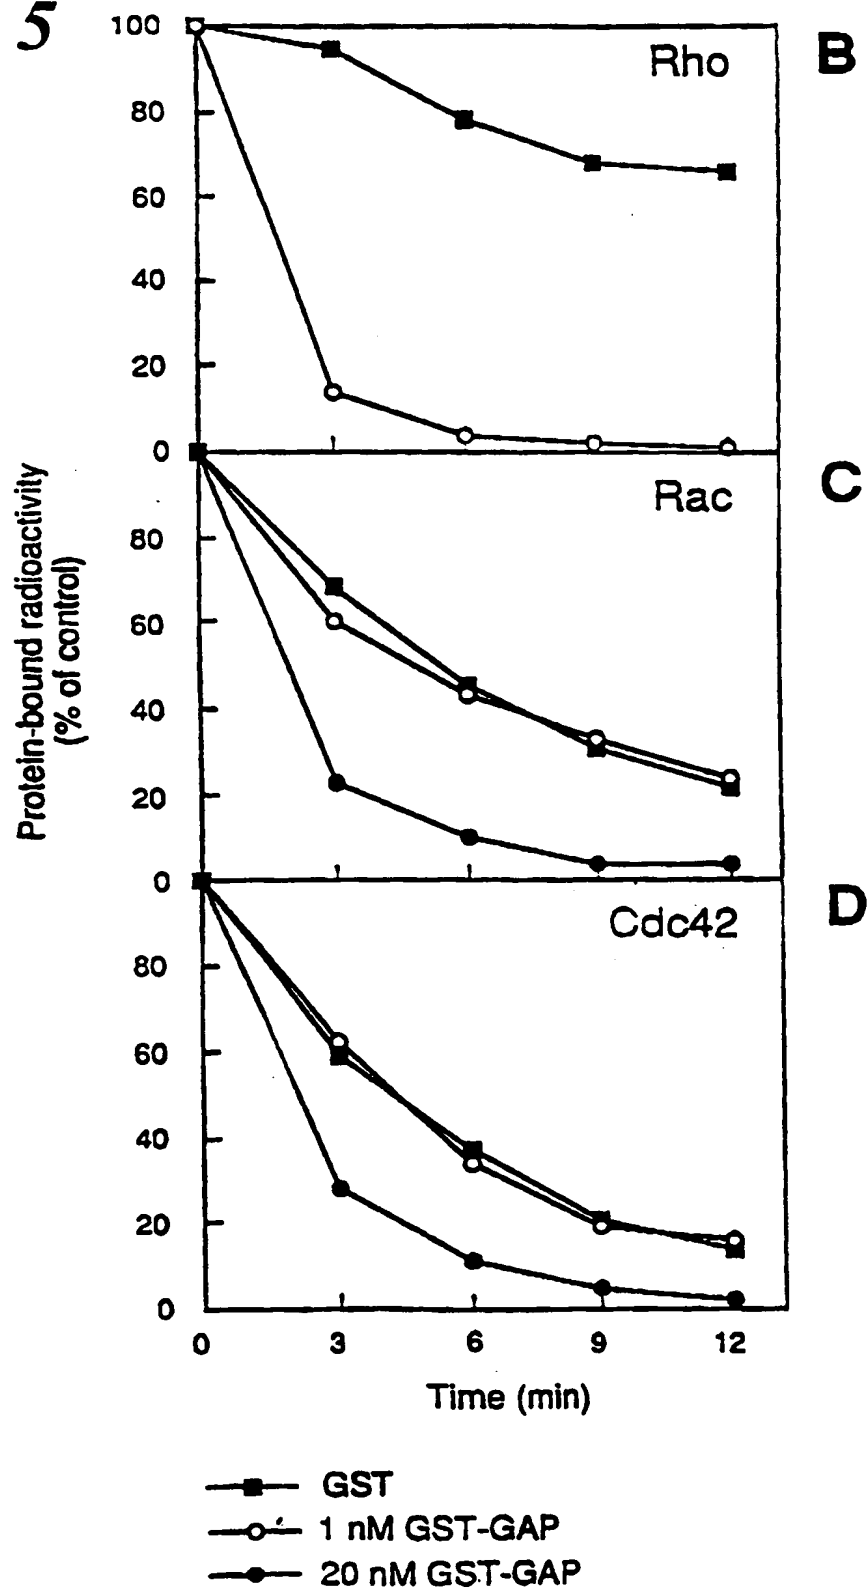 5
B
Rho
100
80
60
40
20
0
C
Rac
80
60
40
20
0
D
Cdc42
80
60
40
20
0
0 3 6 9 12
Time (min)
Protein-bound radioactivity
(% of control)
GST
1 nM GST-GAP
20 nM GST-GAP